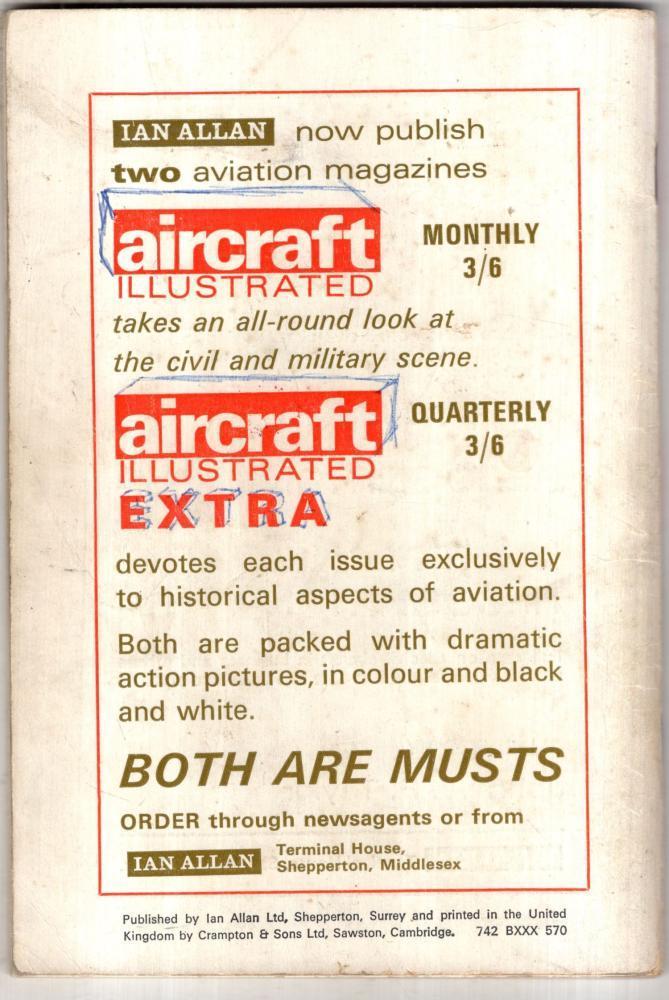 IAN ALLAN now publish
two aviation magazines
aircraft
ILLUSTRATED
MONTHLY
3/6
takes an all-round look at
the civil and military scene.
aircraft
ILLUSTRATED
EXTRA
QUARTERLY
3/6
devotes each issue exclusively
to historical aspects of aviation.
Both are packed with dramatic
action pictures, in colour and black
and white.
BOTH ARE MUSTS
ORDER through newsagents or from
IAN ALLAN
Terminal House,
Shepperton, Middlesex
Published by Ian Allan Ltd, Shepperton, Surrey and printed in the United
Kingdom by Crampton & Sons Ltd, Sawston, Cambridge. 742 BXXX 570